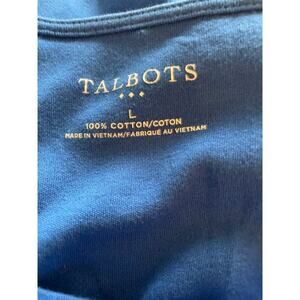 TALBOTS
L
100% COTTON/COTON
MADE IN VIETNAM/FABRIQUÉ AU VIETNAM